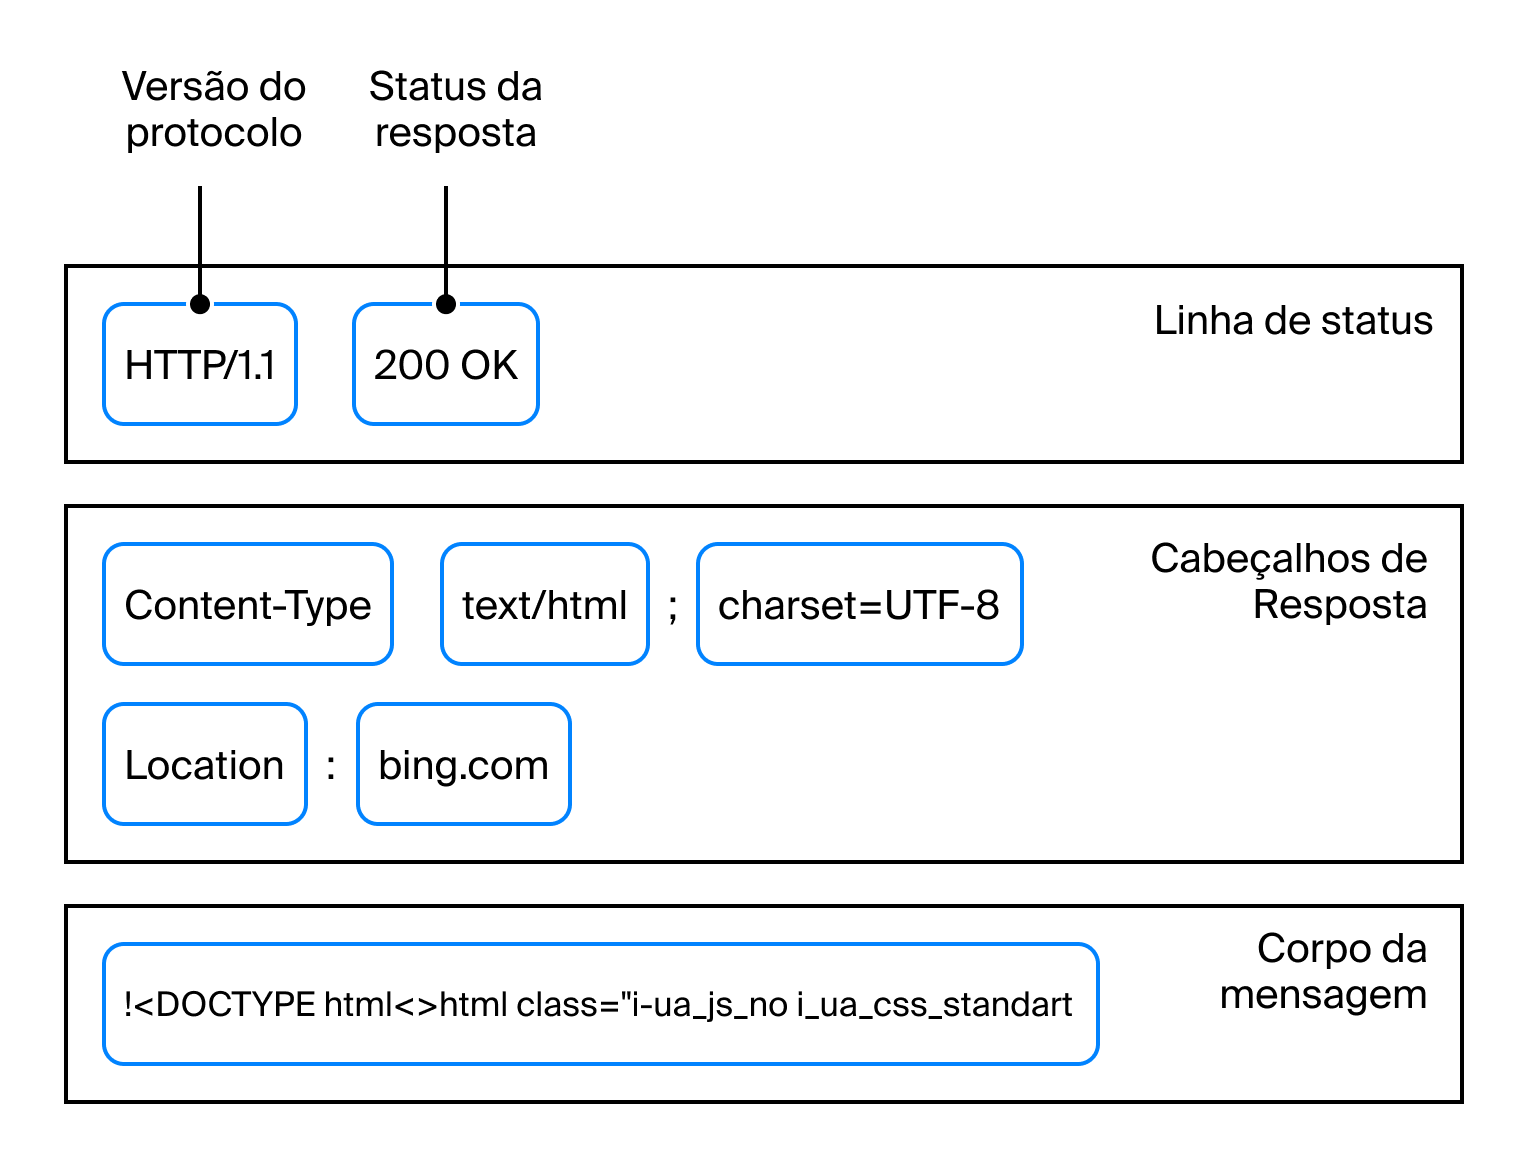 Versão do
protocolo
Status da
resposta
HTTP/1.1
200 OK
Linha de status
Content-Type
text/html
;
charset=UTF-8
Cabeçalhos de
Resposta
Location
:
bing.com
!<DOCTYPE html<>html class="i-ua_js_no i_ua_css_standart
Corpo da
mensagem